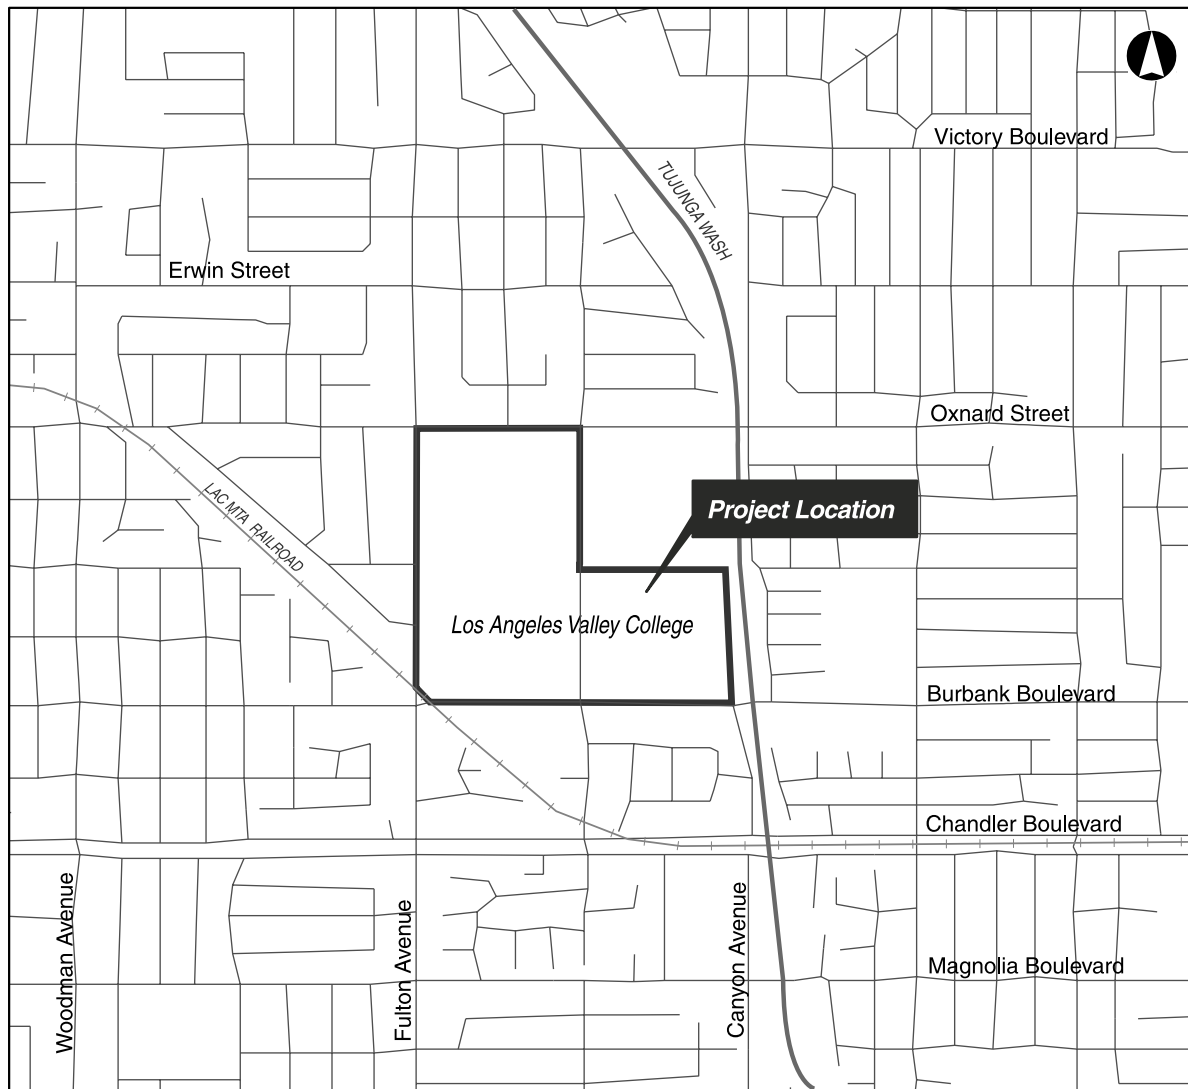 Victory Boulevard
TUJUNGA WASH
Erwin Street
Oxnard Street
LAC MTA RAILROAD
Project Location
Los Angeles Valley College
Burbank Boulevard
Chandler Boulevard
Woodman Avenue
Fulton Avenue
Canyon Avenue
Magnolia Boulevard